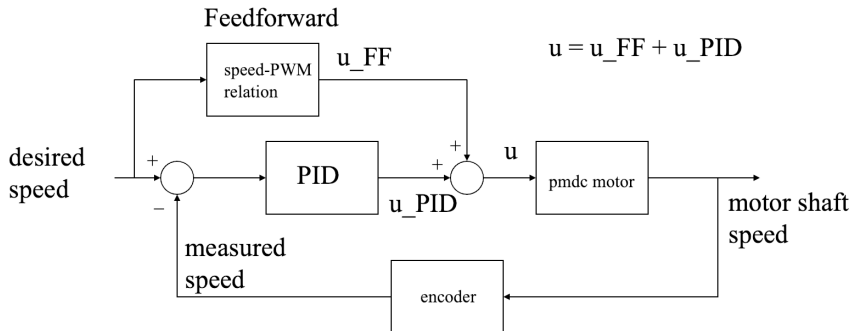 Feedforward
speed-PWM
relation
u_FF
u = u_FF + u_PID
+
desired
speed
+
−
PID
+
u_PID
u
pmdc motor
motor shaft
speed
measured
speed
encoder